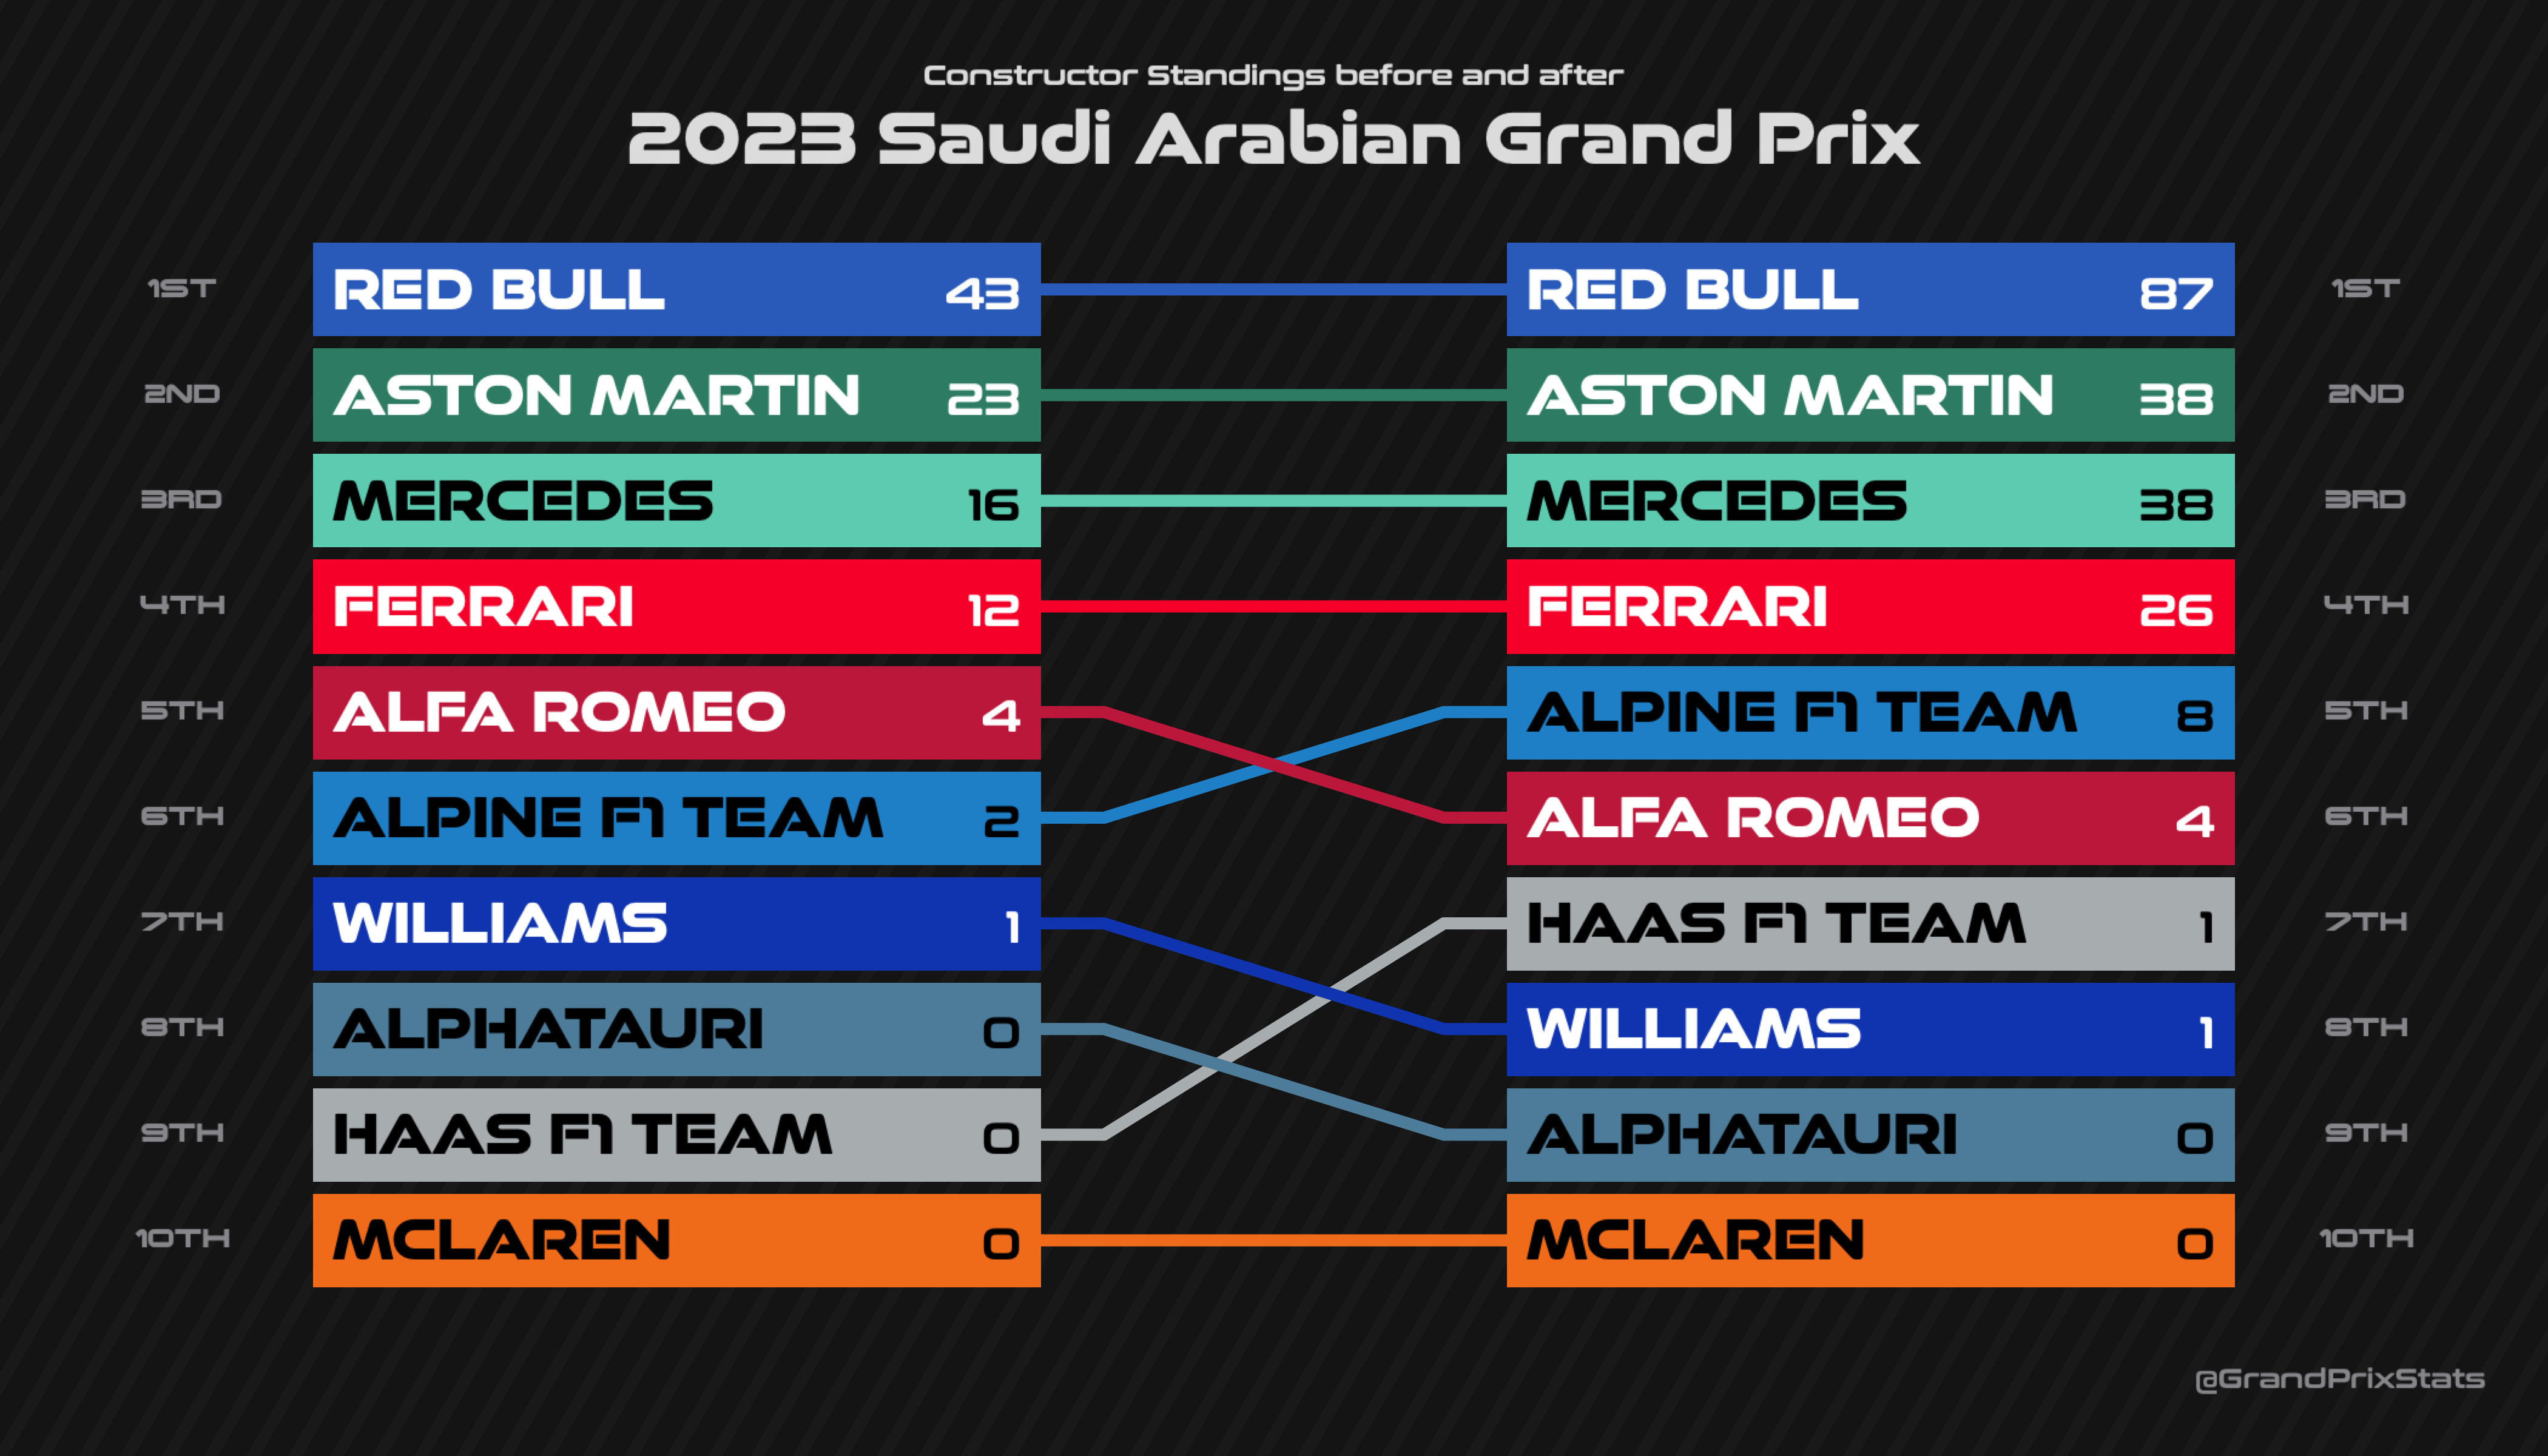 Constructor Standings before and after
2023 Saudi Arabian Grand Prix
1ST RED BULL 43 RED BULL 87 1ST
2ND ASTON MARTIN 23 ASTON MARTIN 38 2ND
3RD MERCEDES 16 MERCEDES 38 3RD
4TH FERRARI 12 FERRARI 26 4TH
5TH ALFA ROMEO 4 ALPINE F1 TEAM 8 5TH
6TH ALPINE F1 TEAM 2 ALFA ROMEO 4 6TH
7TH WILLIAMS 1 HAAS F1 TEAM 1 7TH
8TH ALPHATAURI 0 WILLIAMS 1 8TH
9TH HAAS F1 TEAM 0 ALPHATAURI 0 9TH
10TH MCLAREN 0 MCLAREN 0 10TH
@GrandPrixStats